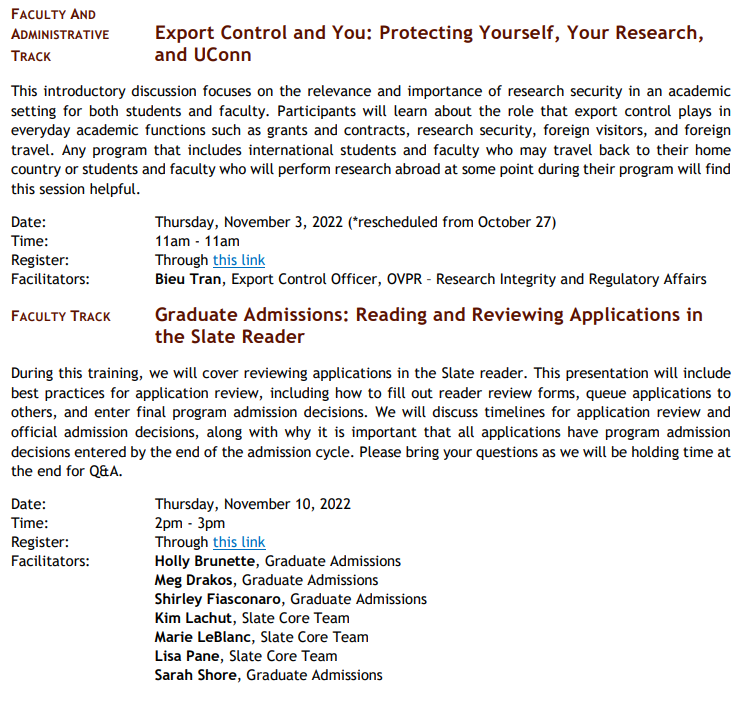 FACULTY AND
ADMINISTRATIVE
TRACK
Export Control and You: Protecting Yourself, Your Research,
and UConn
This introductory discussion focuses on the relevance and importance of research security in an academic
setting for both students and faculty. Participants will learn about the role that export control plays in
everyday academic functions such as grants and contracts, research security, foreign visitors, and foreign
travel. Any program that includes international students and faculty who may travel back to their home
country or students and faculty who will perform research abroad at some point during their program will find
this session helpful.
Date: Thursday, November 3, 2022 (*rescheduled from October 27)
Time: 11am - 11am
Register: Through this link
Facilitators: Bieu Tran, Export Control Officer, OVPR – Research Integrity and Regulatory Affairs
FACULTY TRACK
Graduate Admissions: Reading and Reviewing Applications in
the Slate Reader
During this training, we will cover reviewing applications in the Slate reader. This presentation will include
best practices for application review, including how to fill out reader review forms, queue applications to
others, and enter final program admission decisions. We will discuss timelines for application review and
official admission decisions, along with why it is important that all applications have program admission
decisions entered by the end of the admission cycle. Please bring your questions as we will be holding time at
the end for Q&A.
Date: Thursday, November 10, 2022
Time: 2pm - 3pm
Register: Through this link
Facilitators: Holly Brunette, Graduate Admissions
Meg Drakos, Graduate Admissions
Shirley Fiasconaro, Graduate Admissions
Kim Lachut, Slate Core Team
Marie LeBlanc, Slate Core Team
Lisa Pane, Slate Core Team
Sarah Shore, Graduate Admissions